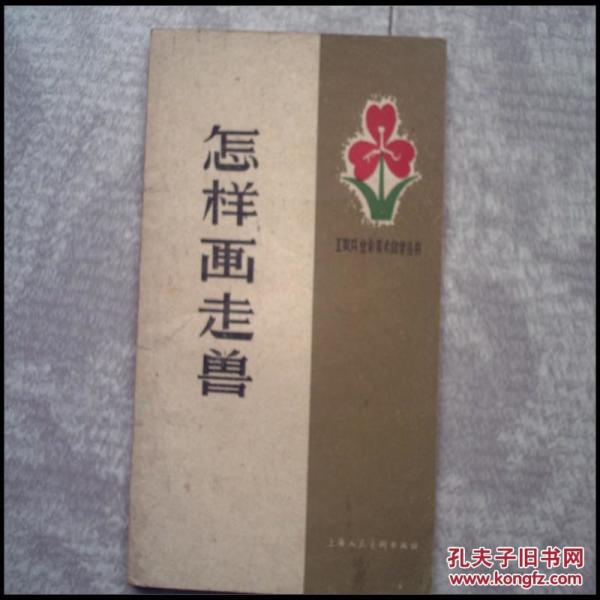 怎样画走兽
工农兵业余美术自学丛书
上海人民美术出版社
孔夫子旧书网
www.kongfz.com